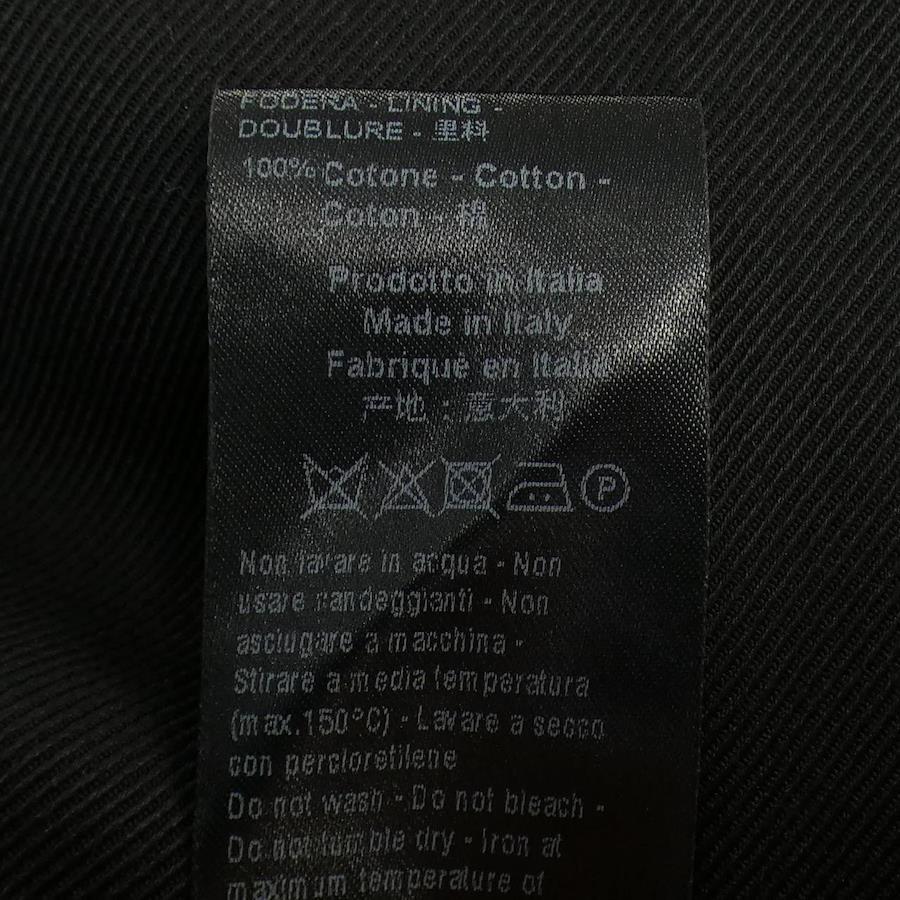 FODERA - LINING -
DOUBLURE - 里料
100% Cotone - Cotton -
Coton - 棉
Prodotto in Italia
Made in Italy
Fabriqué en Italie
产地：意大利
P
Non lavare in acqua - Non
usare candeggianti - Non
asciugare a macchina -
Stirare a media temperatura
(max.150°C) - Lavare a secco
con percloretilene
Do not wash - Do not bleach -
Do not tumble dry - Iron at
maximum temperature of